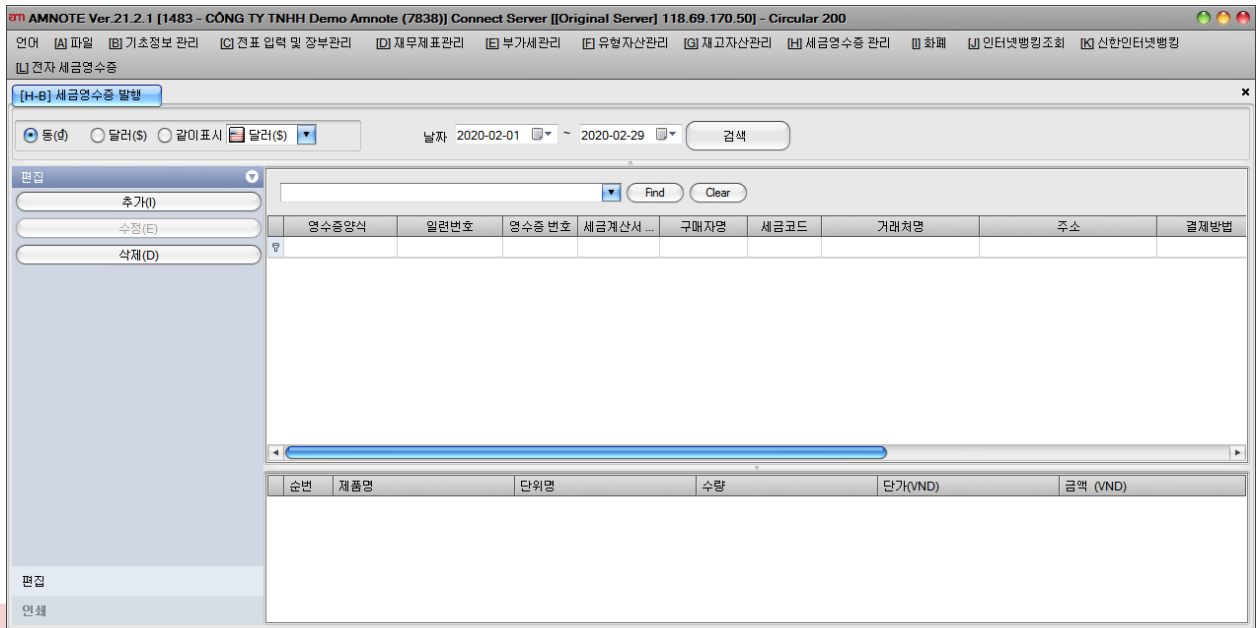 am AMNOTE Ver.21.2.1 [1483 - CÔNG TY TNHH Demo Amnote (7838)] Connect Server [[Original Server] 118.69.170.50] - Circular 200
언어 [A] 파일 [B] 기초정보 관리 [C] 전표 입력 및 장부관리 [D] 재무제표관리 [E] 부가세관리 [F] 유형자산관리 [G] 재고자산관리 [H] 세금영수증 관리 [I] 화폐 [J] 인터넷뱅킹조회 [K] 신한인터넷뱅킹
[L] 전자 세금영수증
[H-B] 세금영수증 발행 ×
동(₫) 달러($) 같이표시 달러($) 날짜 2020-02-01 ~ 2020-02-29 검색
편집
추가(I)
수정(E)
삭제(D)
Find Clear
영수증양식 일련번호 영수증 번호 세금계산서 ... 구매자명 세금코드 거래처명 주소 결제방법
순번 제품명 단위명 수량 단가(VND) 금액 (VND)
편집
인쇄